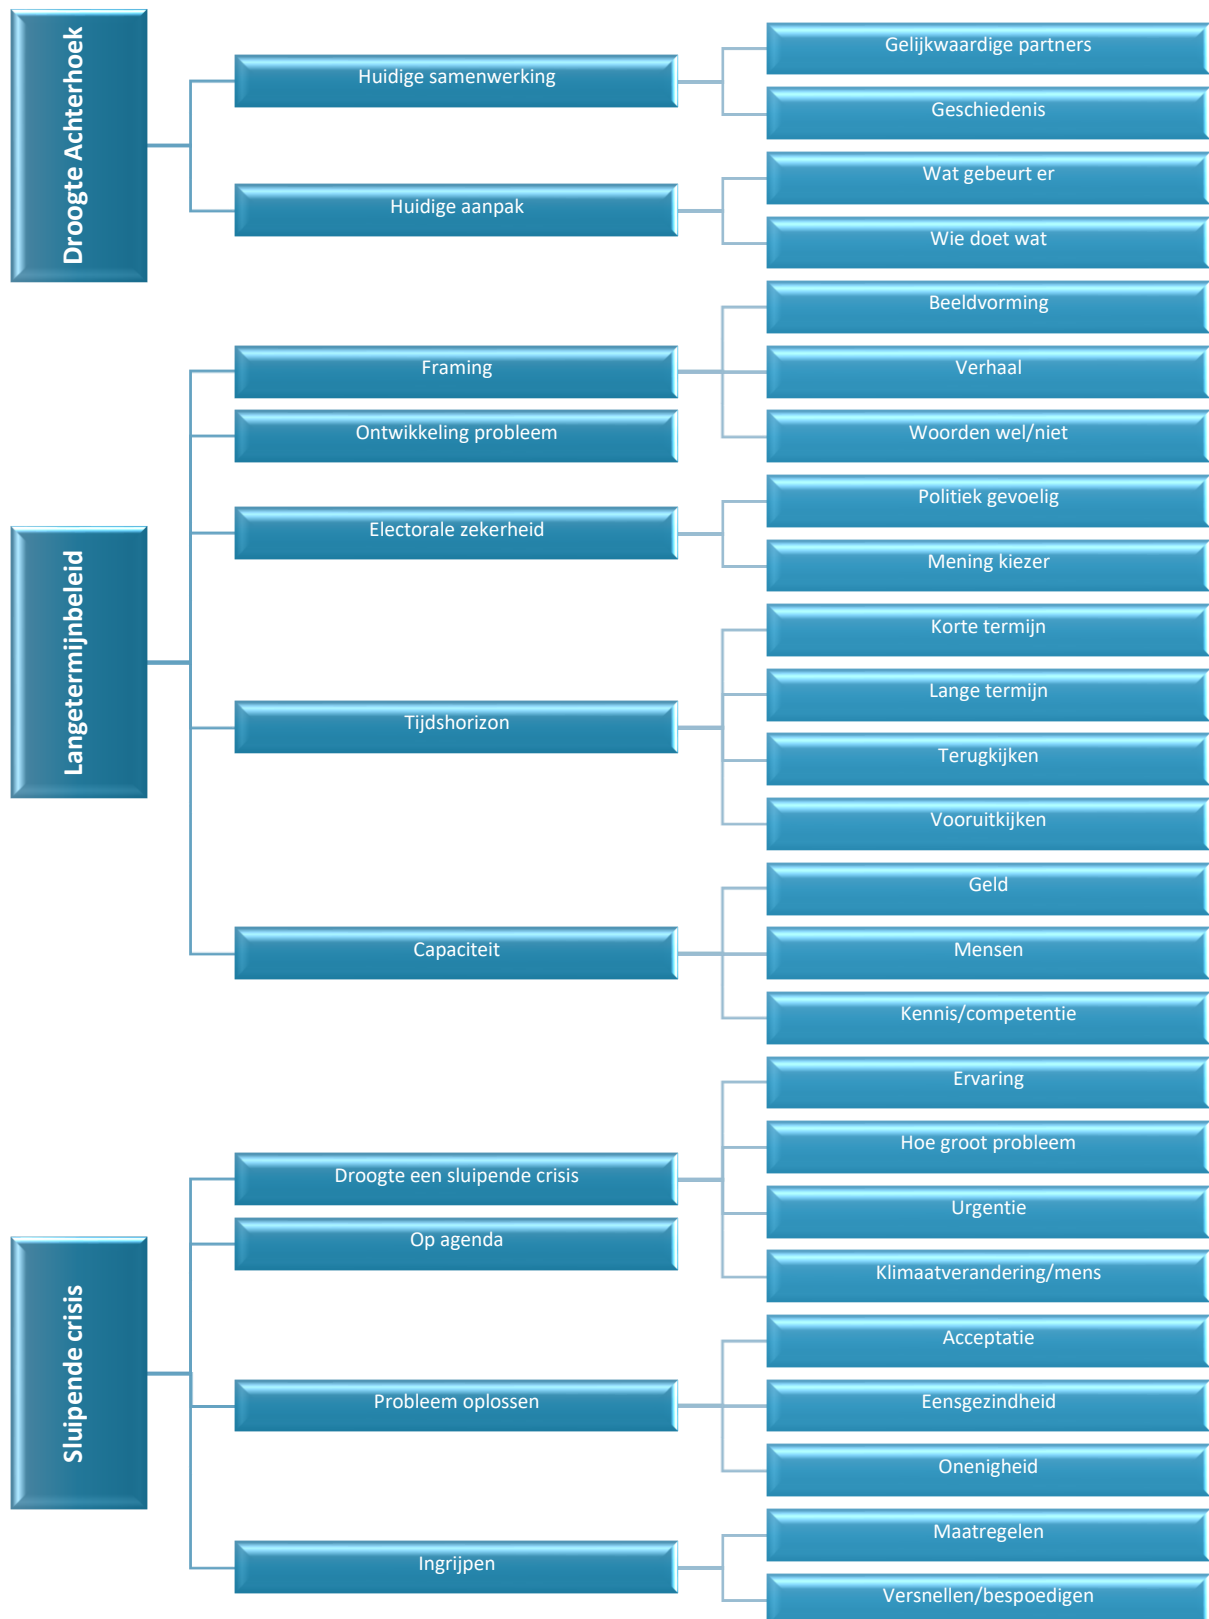 Droogte Achterhoek
Huidige samenwerking
Gelijkwaardige partners
Geschiedenis
Huidige aanpak
Wat gebeurt er
Wie doet wat
Langetermijnbeleid
Framing
Beeldvorming
Verhaal
Woorden wel/niet
Ontwikkeling probleem
Electorale zekerheid
Politiek gevoelig
Mening kiezer
Tijdshorizon
Korte termijn
Lange termijn
Terugkijken
Vooruitkijken
Capaciteit
Geld
Mensen
Kennis/competentie
Sluipende crisis
Droogte een sluipende crisis
Ervaring
Hoe groot probleem
Urgentie
Klimaatverandering/mens
Op agenda
Probleem oplossen
Acceptatie
Eensgezindheid
Onenigheid
Ingrijpen
Maatregelen
Versnellen/bespoedigen